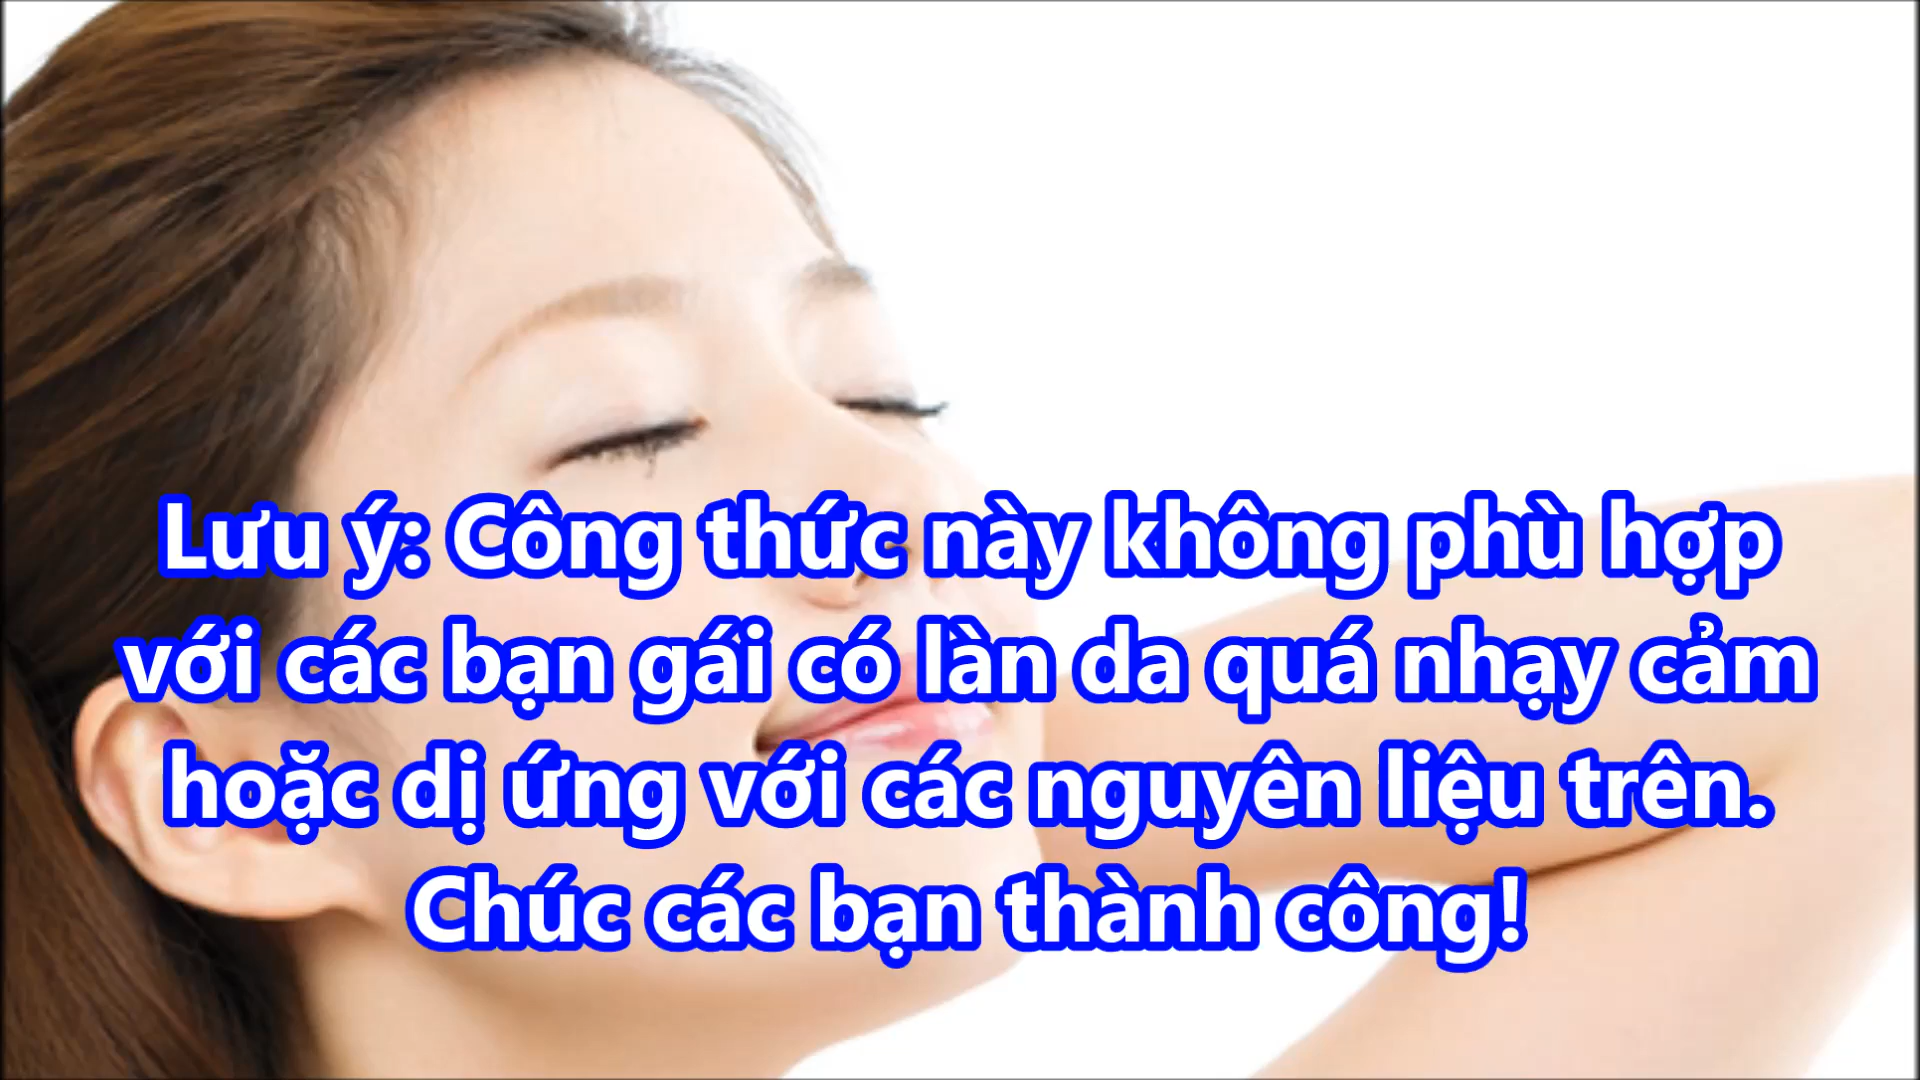 Lưu ý: Công thức này không phù hợp
với các bạn gái có làn da quá nhạy cảm
hoặc dị ứng với các nguyên liệu trên.
Chúc các bạn thành công!